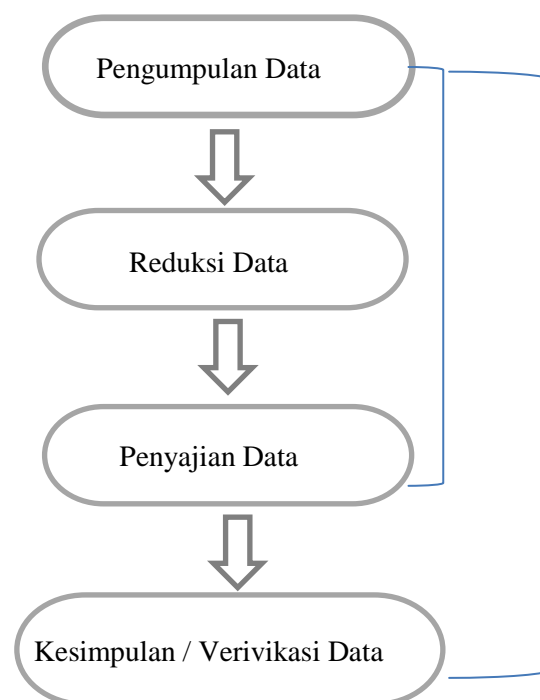 Pengumpulan Data
Reduksi Data
Penyajian Data
Kesimpulan / Verivikasi Data